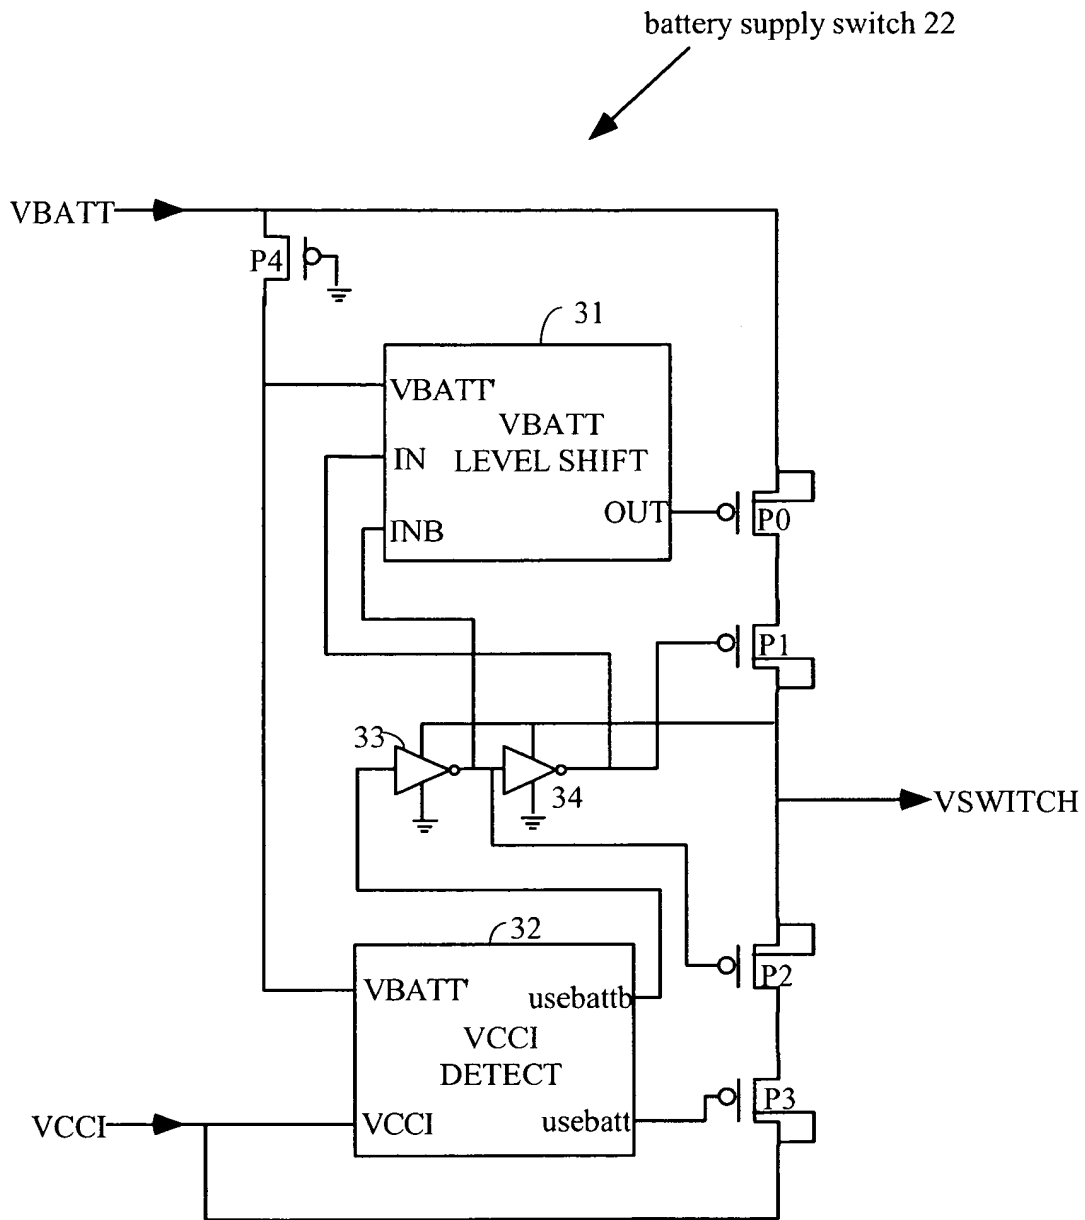 battery supply switch 22
VBATT
P4
31
VBATT'
VBATT
LEVEL SHIFT
IN
OUT
INB
P0
P1
33
34
VSWITCH
32
VBATT'
usebattb
VCCI
DETECT
P2
VCCI
VCCI
usebatt
P3